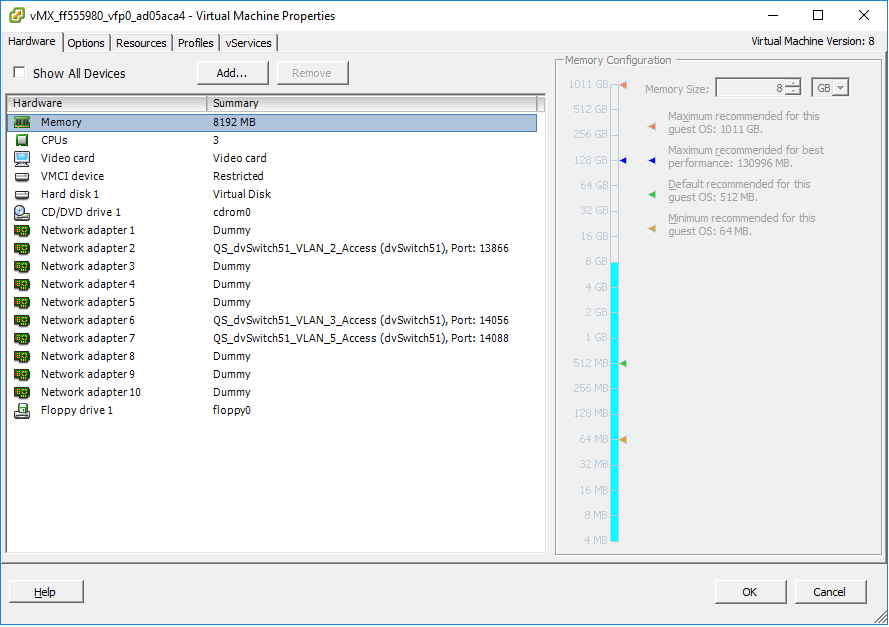 vMX_ff555980_vfp0_ad05aca4 - Virtual Machine Properties
Hardware Options Resources Profiles vServices Virtual Machine Version: 8
Show All Devices Add... Remove
Hardware Summary
Memory 8192 MB
CPUs 3
Video card Video card
VMCI device Restricted
Hard disk 1 Virtual Disk
CD/DVD drive 1 cdrom0
Network adapter 1 Dummy
Network adapter 2 QS_dvSwitch51_VLAN_2_Access (dvSwitch51), Port: 13866
Network adapter 3 Dummy
Network adapter 4 Dummy
Network adapter 5 Dummy
Network adapter 6 QS_dvSwitch51_VLAN_3_Access (dvSwitch51), Port: 14056
Network adapter 7 QS_dvSwitch51_VLAN_5_Access (dvSwitch51), Port: 14088
Network adapter 8 Dummy
Network adapter 9 Dummy
Network adapter 10 Dummy
Floppy drive 1 floppy0
Memory Configuration
1011 GB
512 GB
256 GB
128 GB
64 GB
32 GB
16 GB
8 GB
4 GB
2 GB
1 GB
512 MB
256 MB
128 MB
64 MB
32 MB
16 MB
8 MB
4 MB
Memory Size: 8 GB
Maximum recommended for this
guest OS: 1011 GB.
Maximum recommended for best
performance: 130996 MB.
Default recommended for this
guest OS: 512 MB.
Minimum recommended for this
guest OS: 64 MB.
Help OK Cancel